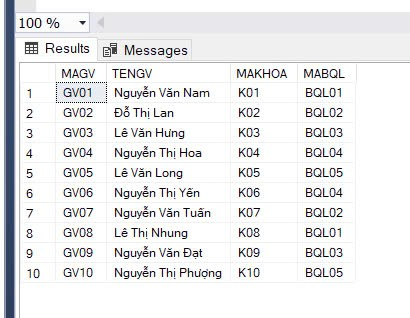 100 %
Results Messages
MAGV TENGV MAKHOA MABQL
1 GV01 Nguyễn Văn Nam K01 BQL01
2 GV02 Đỗ Thị Lan K02 BQL02
3 GV03 Lê Văn Hưng K03 BQL03
4 GV04 Nguyễn Thị Hoa K04 BQL04
5 GV05 Lê Văn Long K05 BQL05
6 GV06 Nguyễn Thị Yến K06 BQL04
7 GV07 Nguyễn Văn Tuấn K07 BQL02
8 GV08 Lê Thị Nhung K08 BQL01
9 GV09 Nguyễn Văn Đạt K09 BQL03
10 GV10 Nguyễn Thị Phượng K10 BQL05